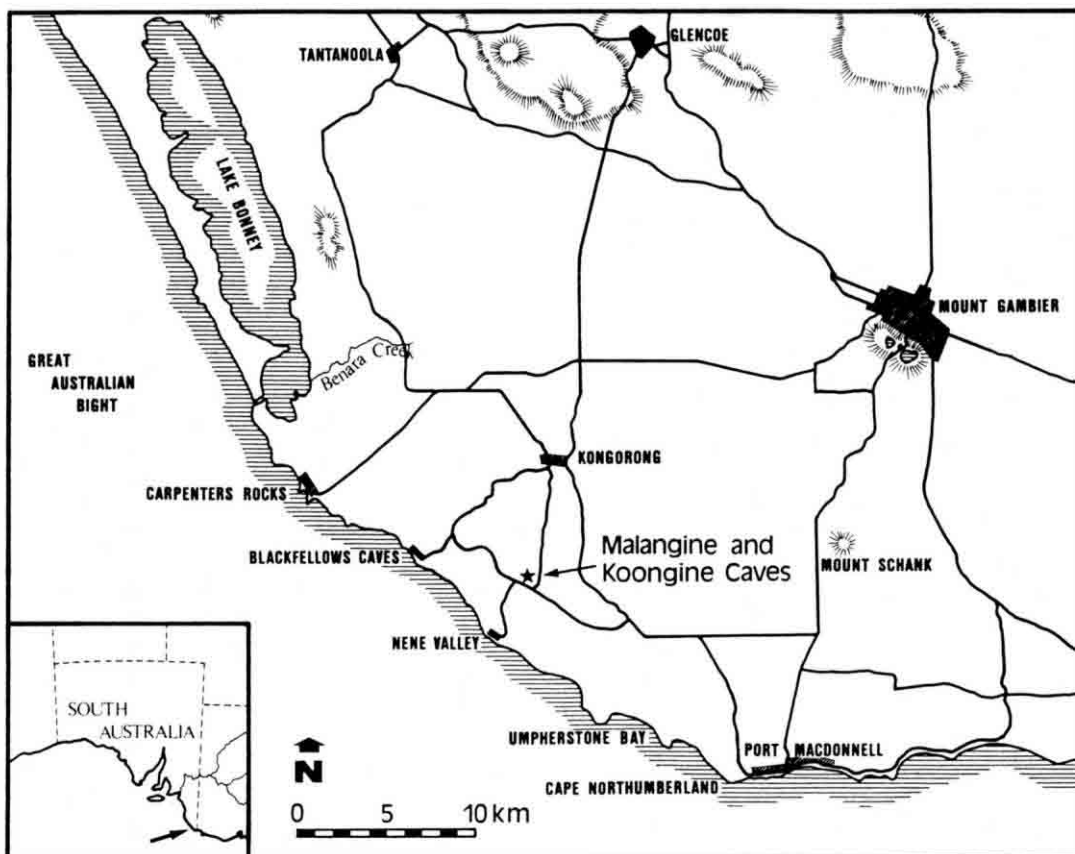 TANTANOOLA
GLENCOE
LAKE BONNEY
MOUNT GAMBIER
GREAT
AUSTRALIAN
BIGHT
Benara Creek
KONGORONG
CARPENTERS ROCKS
BLACKFELLOWS CAVES
Malangine and
Koongine Caves
MOUNT SCHANK
NENE VALLEY
SOUTH
AUSTRALIA
UMPHERSTONE BAY
PORT MACDONNELL
CAPE NORTHUMBERLAND
N
0 5 10 km